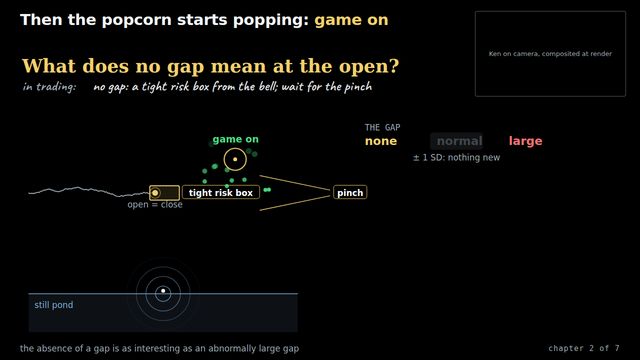 Then the popcorn starts popping: game on
Ken on camera, composited at render
What does no gap mean at the open?
in trading: no gap: a tight risk box from the bell; wait for the pinch
THE GAP
game on
none normal large
± 1 SD: nothing new
tight risk box
pinch
open = close
still pond
the absence of a gap is as interesting as an abnormally large gap
chapter 2 of 7